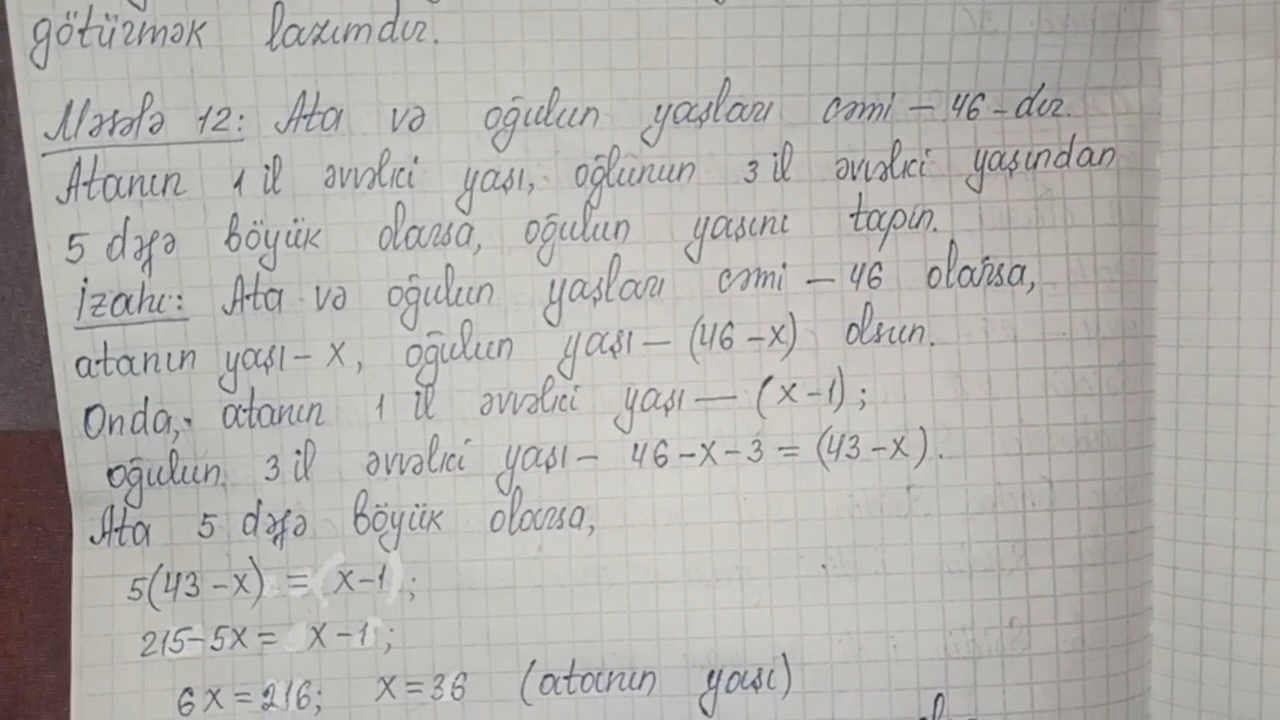 götürmək lazımdır.
Məsələ 12: Ata və oğulun yaşları cəmi – 46-dır.
Atanın 1 il əvvəlki yaşı, oğlunun 3 il əvvəlki yaşından
5 dəfə böyük olarsa, oğulun yaşını tapın.
İzahı: Ata və oğulun yaşları cəmi – 46 olarsa,
atanın yaşı – x, oğulun yaşı – (46 – x) olsun.
Onda, atanın 1 il əvvəlki yaşı — (x – 1);
oğulun 3 il əvvəlki yaşı – 46 – x – 3 = (43 – x).
Ata 5 dəfə böyük olarsa,
5(43 – x) = (x – 1);
215 – 5x = x – 1;
6x = 216; x = 36 (atanın yaşı)